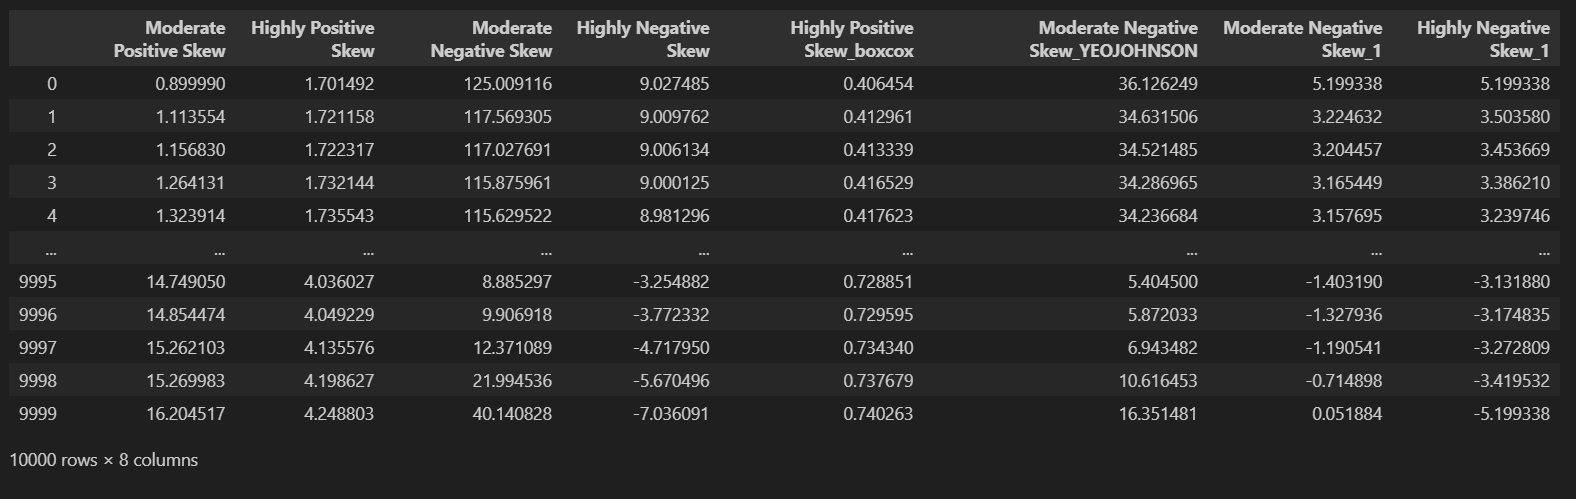 Moderate Highly Positive Moderate Highly Negative Highly Positive Moderate Negative Moderate Negative Highly Negative
Positive Skew Skew Negative Skew Skew Skew_boxcox Skew_YEOJOHNSON Skew_1 Skew_1
0 0.899990 1.701492 125.009116 9.027485 0.406454 36.126249 5.199338 5.199338
1 1.113554 1.721158 117.569305 9.009762 0.412961 34.631506 3.224632 3.503580
2 1.156830 1.722317 117.027691 9.006134 0.413339 34.521485 3.204457 3.453669
3 1.264131 1.732144 115.875961 9.000125 0.416529 34.286965 3.165449 3.386210
4 1.323914 1.735543 115.629522 8.981296 0.417623 34.236684 3.157695 3.239746
... ... ... ... ... ... ... ... ...
9995 14.749050 4.036027 8.885297 -3.254882 0.728851 5.404500 -1.403190 -3.131880
9996 14.854474 4.049229 9.906918 -3.772332 0.729595 5.872033 -1.327936 -3.174835
9997 15.262103 4.135576 12.371089 -4.717950 0.734340 6.943482 -1.190541 -3.272809
9998 15.269983 4.198627 21.994536 -5.670496 0.737679 10.616453 -0.714898 -3.419532
9999 16.204517 4.248803 40.140828 -7.036091 0.740263 16.351481 0.051884 -5.199338
10000 rows × 8 columns